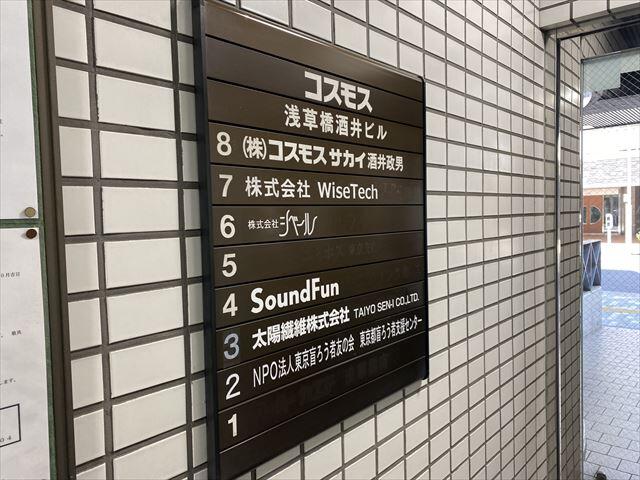 コスモス
浅草橋酒井ビル
8 (株)コスモス サカイ 酒井政男
7 株式会社 WiseTech
6 株式会社 シベール
5
4 SoundFun
3 太陽繊維株式会社 TAIYO SEN-I CO.,LTD.
2 NPO法人東京盲ろう者友の会 東京都盲ろう者支援センター
1